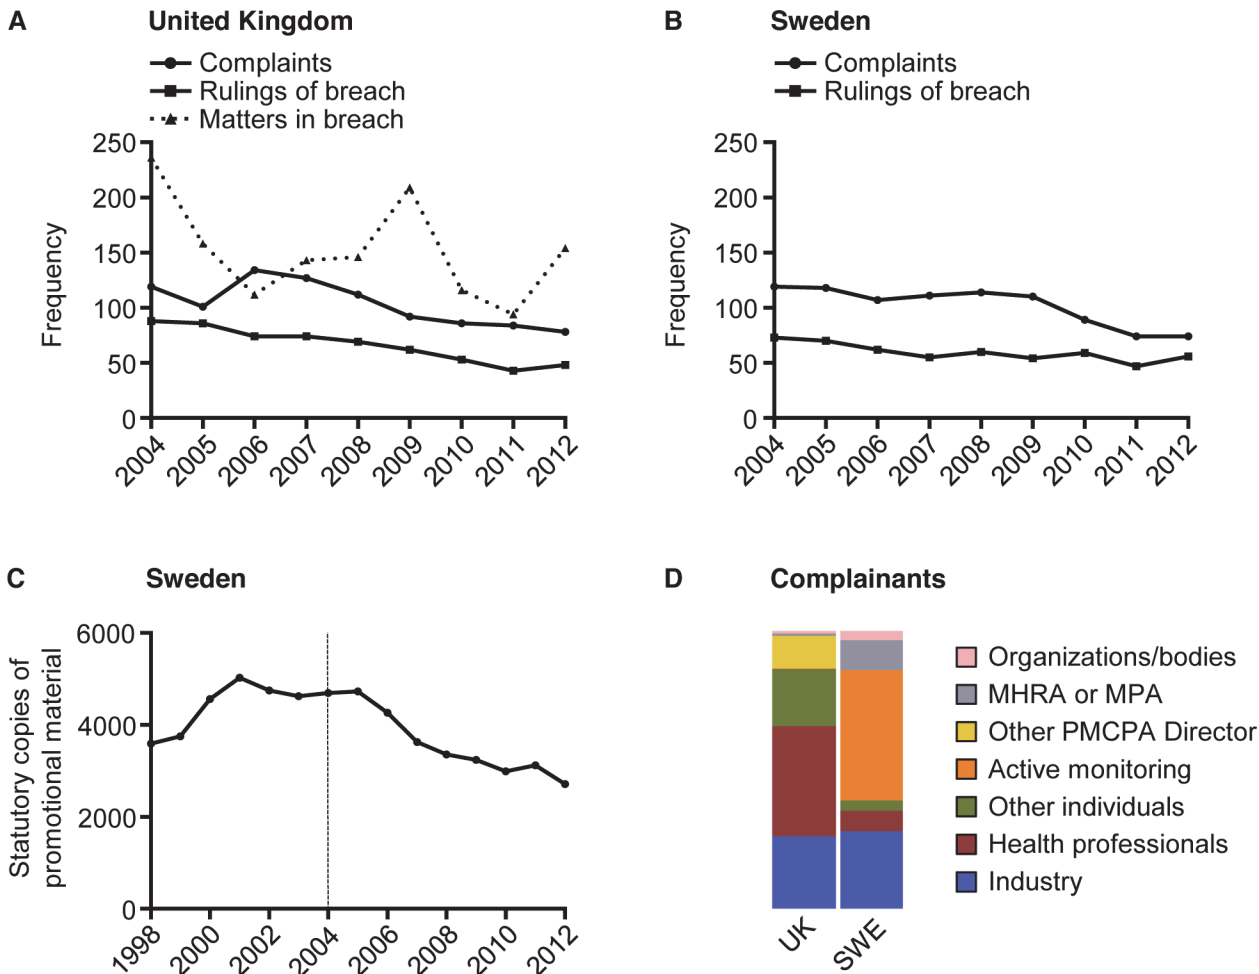 A
United Kingdom
Complaints
Rulings of breach
Matters in breach
Frequency
250
200
150
100
50
0
2004
2005
2006
2007
2008
2009
2010
2011
2012
B
Sweden
Complaints
Rulings of breach
Frequency
250
200
150
100
50
0
2004
2005
2006
2007
2008
2009
2010
2011
2012
C
Sweden
Statutory copies of
promotional material
6000
4000
2000
0
1998
2000
2002
2004
2006
2008
2010
2012
D
Complainants
Organizations/bodies
MHRA or MPA
Other PMCPA Director
Active monitoring
Other individuals
Health professionals
Industry
UK
SWE